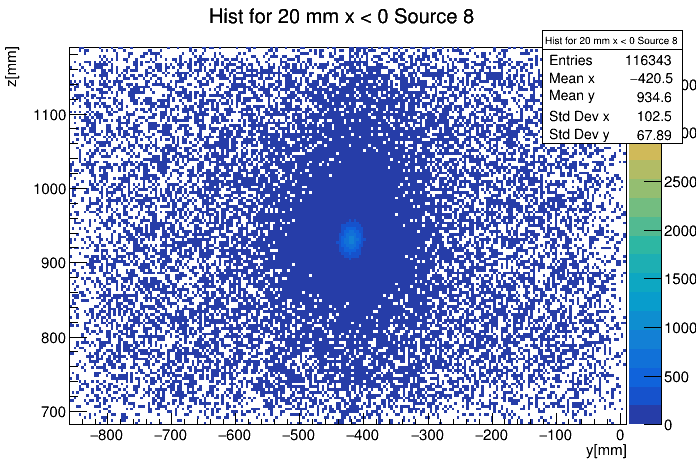 Hist for 20 mm x < 0 Source 8
Hist for 20 mm x < 0 Source 8
Entries 116343
Mean x −420.5
Mean y 934.6
Std Dev x 102.5
Std Dev y 67.89
z[mm]
1100
1000
900
800
700
−800 −700 −600 −500 −400 −300 −200 −100 0
y[mm]
2500
2000
1500
1000
500
0